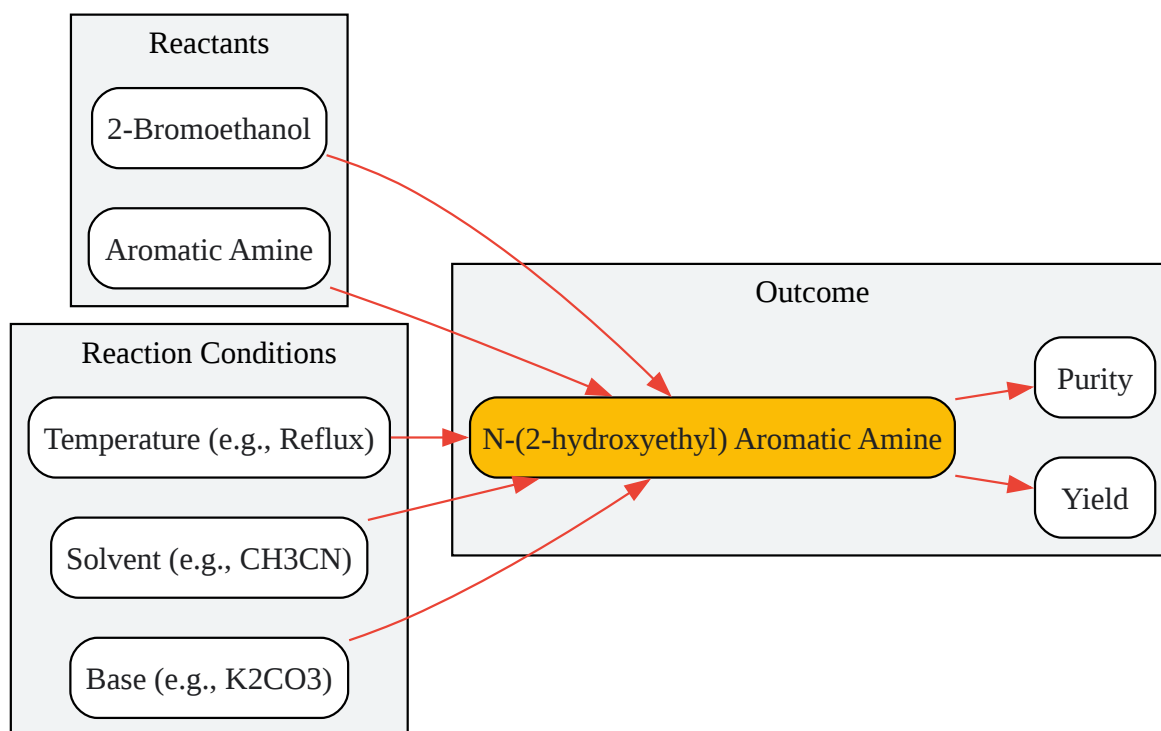 Reactants
2-Bromoethanol
Aromatic Amine
Reaction Conditions
Temperature (e.g., Reflux)
Solvent (e.g., CH3CN)
Base (e.g., K2CO3)
Outcome
N-(2-hydroxyethyl) Aromatic Amine
Purity
Yield